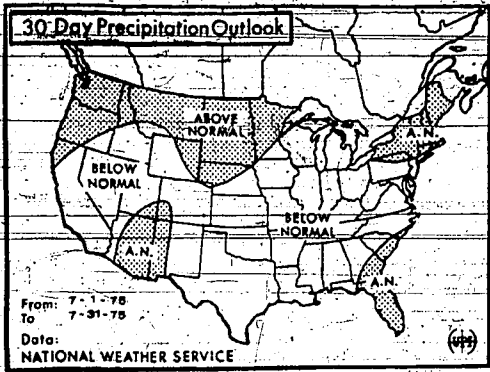 30 Day Precipitation Outlook
ABOVE
NORMAL
A.N.
BELOW
NORMAL
BELOW
NORMAL
A.N.
A.N.
From: 7-1-75
To 7-31-75
Data:
NATIONAL WEATHER SERVICE
UPI